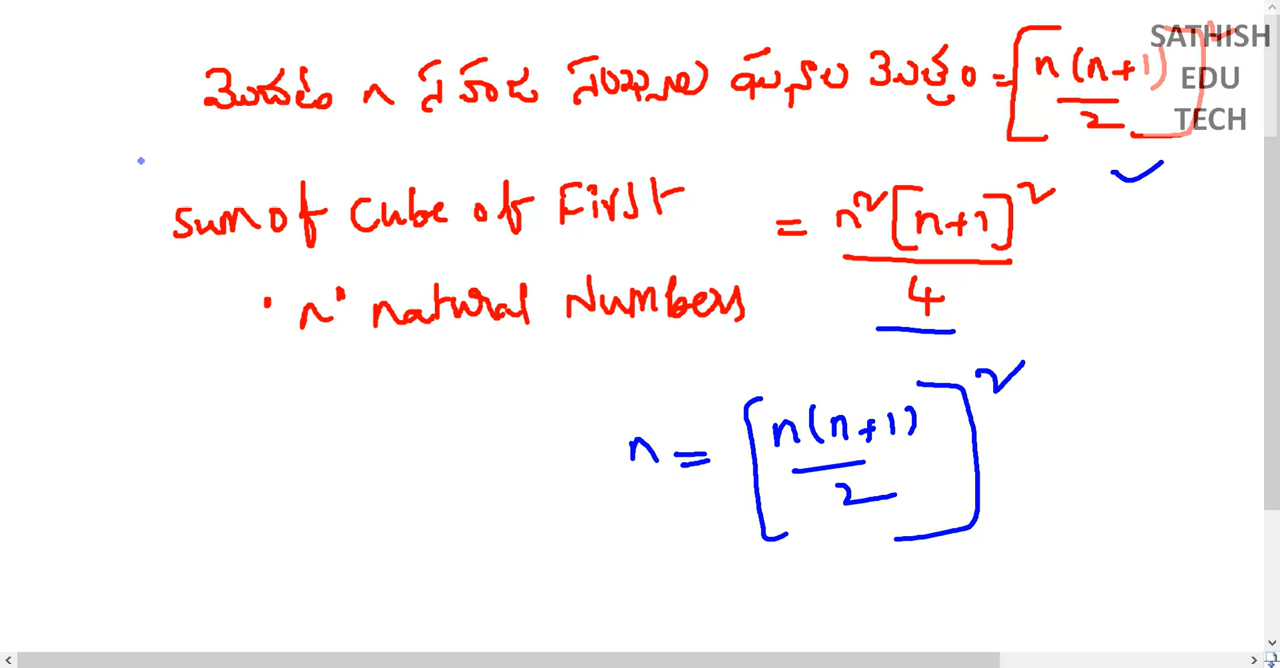 మొదటి n సహజ సంఖ్యల ఘనాల మొత్తం = [n(n+1)/2]²
SATHISH
EDU
TECH
sum of Cube of First
'n' natural Numbers = n²[n+1]²/4
n = [n(n+1)/2]²